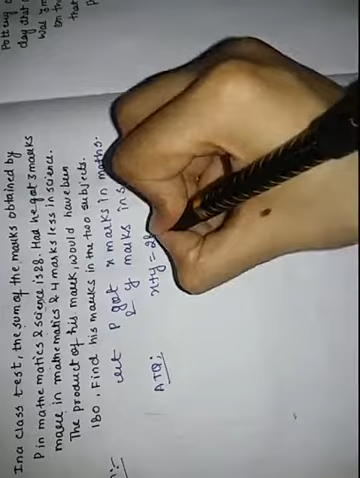 In a class test, the sum of the marks obtained by
P in mathematics & science is 28. Had he got 3 marks
more in mathematics & 4 marks less in science.
The product of his mark, would have been
180. Find his marks in the two subjects.
let P got x marks in maths.
& y marks in s
ATQ; x+y = 28